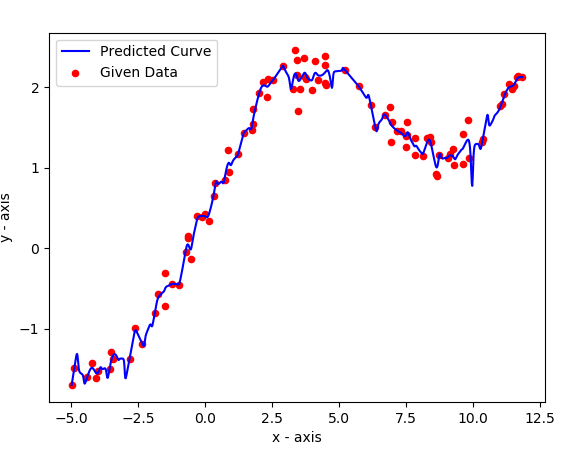 Predicted Curve
Given Data
y - axis
2
1
0
−1
−5.0 −2.5 0.0 2.5 5.0 7.5 10.0 12.5
x - axis